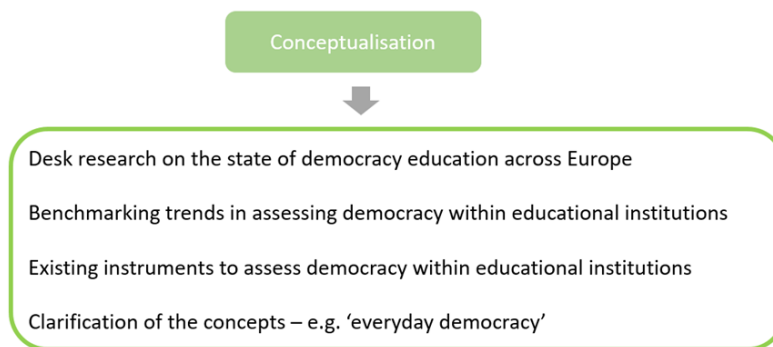 Conceptualisation
Desk research on the state of democracy education across Europe
Benchmarking trends in assessing democracy within educational institutions
Existing instruments to assess democracy within educational institutions
Clarification of the concepts – e.g. ‘everyday democracy’